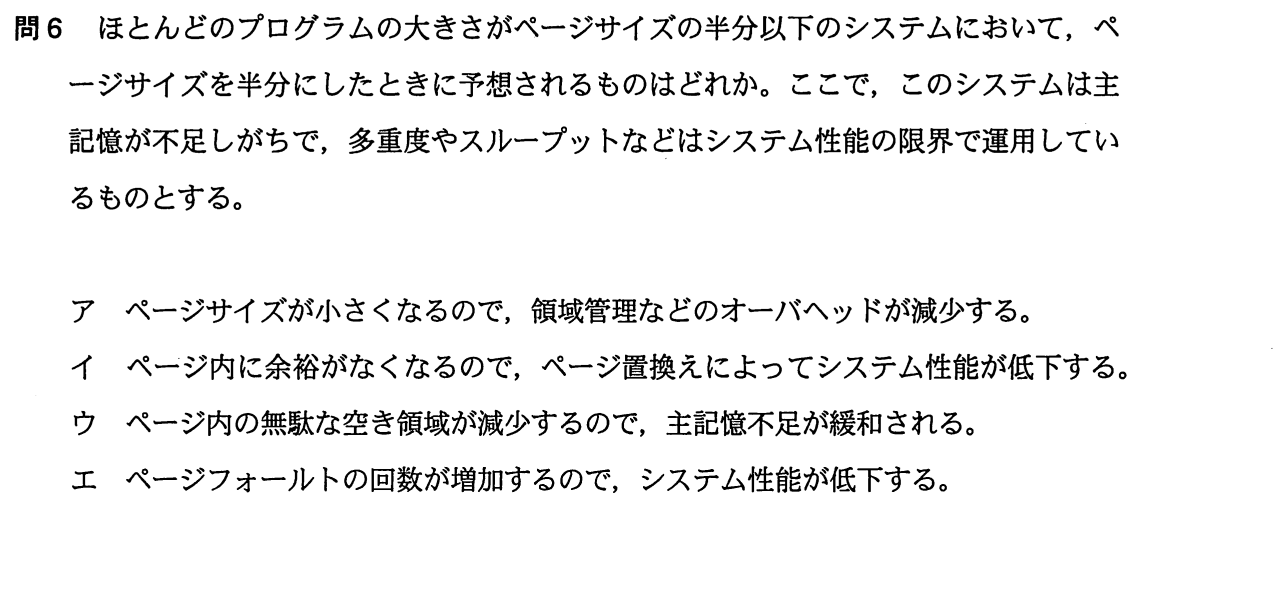 問6 ほとんどのプログラムの大きさがページサイズの半分以下のシステムにおいて，ペ
ージサイズを半分にしたときに予想されるものはどれか。ここで，このシステムは主
記憶が不足しがちで，多重度やスループットなどはシステム性能の限界で運用してい
るものとする。
ア ページサイズが小さくなるので，領域管理などのオーバヘッドが減少する。
イ ページ内に余裕がなくなるので，ページ置換えによってシステム性能が低下する。
ウ ページ内の無駄な空き領域が減少するので，主記憶不足が緩和される。
エ ページフォールトの回数が増加するので，システム性能が低下する。